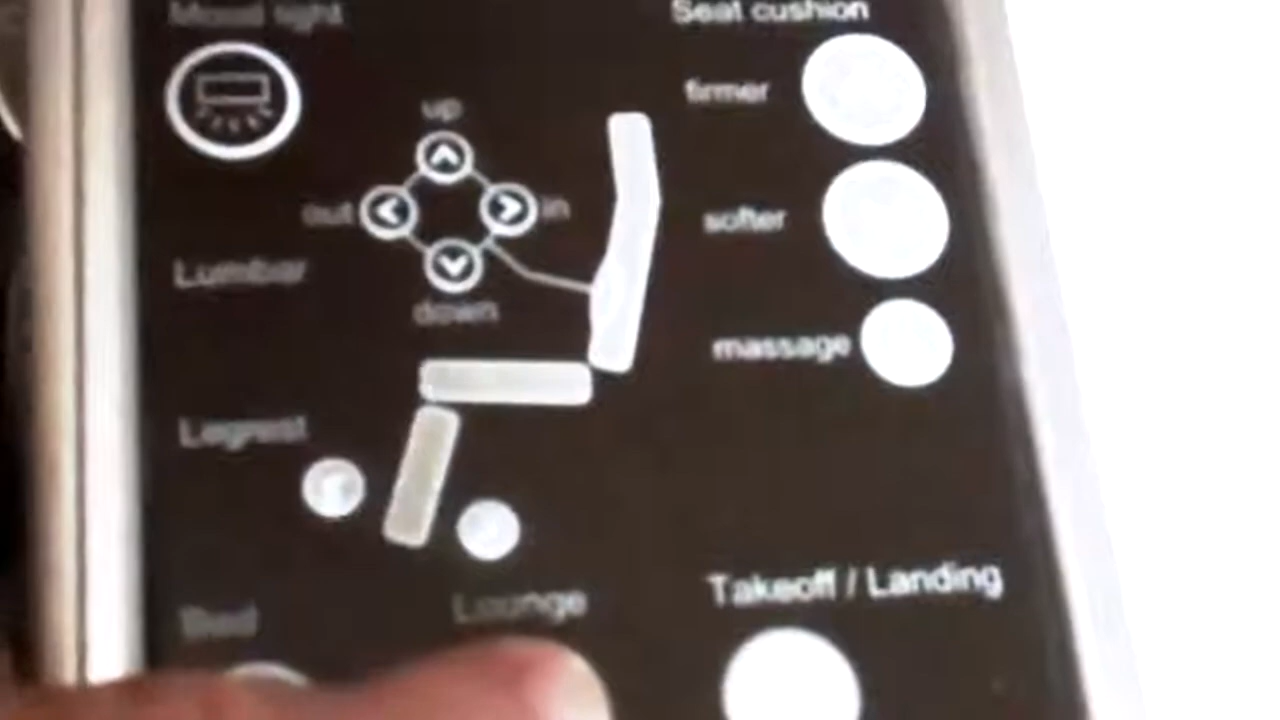 Mood light
Seat cushion
firmer
up
out
in
softer
Lumbar
down
massage
Legrest
Takeoff / Landing
Lounge
Bed